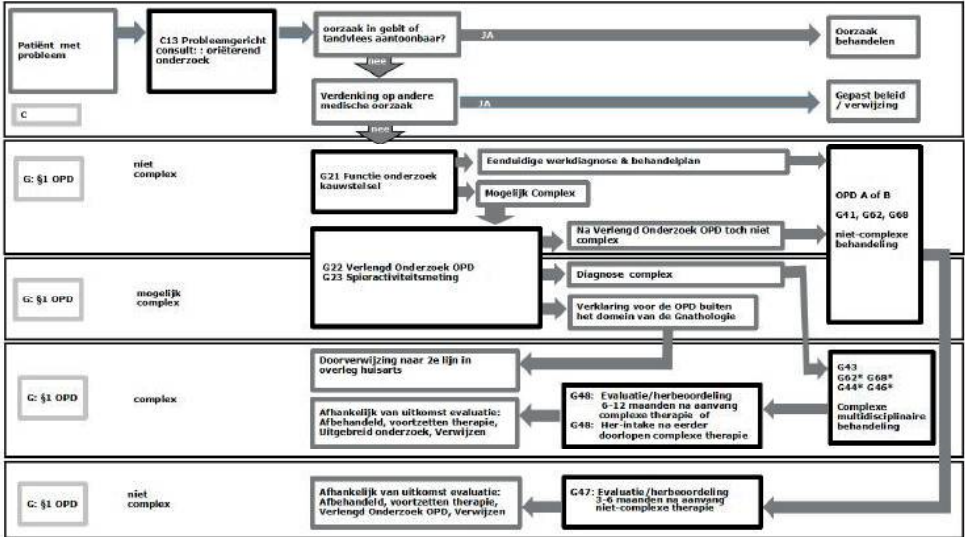 Patiënt met
probleem
C13 Probleemgericht
consult: : oriëterend
onderzoek
oorzaak in gebit of
tandvlees aantoonbaar?
JA
Oorzaak
behandelen
nee
Verdenking op andere
medische oorzaak
JA
Gepast beleid
/ verwijzing
C
nee
G: §1 OPD
niet
complex
G21 Functie onderzoek
kauwstelsel
Eenduidige werkdiagnose & behandelplan
Mogelijk Complex
OPD A of B
G41, G62, G68
niet-complexe
behandeling
Na Verlengd Onderzoek OPD toch niet
complex
G22 Verlengd Onderzoek OPD
G23 Spieractiviteitsmeting
G: §1 OPD
mogelijk
complex
Diagnose complex
Verklaring voor de OPD buiten
het domein van de Gnathologie
G: §1 OPD
complex
Doorverwijzing naar 2e lijn in
overleg huisarts
Afhankelijk van uitkomst evaluatie:
Afbehandeld, voortzetten therapie,
Uitgebreid onderzoek, Verwijzen
G48: Evaluatie/herbeoordeling
6-12 maanden na aanvang
complexe therapie of
G48: Her-intake na eerder
doorlopen complexe therapie
G43
G62* G68*
G44* G46*
Complexe
multidisciplinaire
behandeling
G: §1 OPD
niet
complex
Afhankelijk van uitkomst evaluatie:
Afbehandeld, voortzetten therapie,
Verlengd Onderzoek OPD, Verwijzen
G47: Evaluatie/herbeoordeling
3-6 maanden na aanvang
niet-complexe therapie